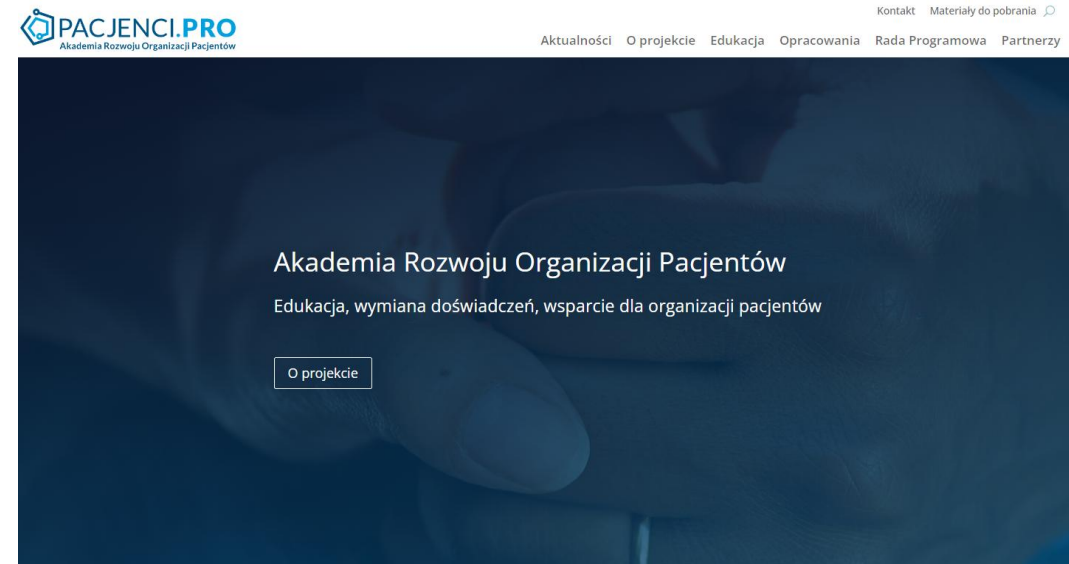 Kontakt Materiały do pobrania
PACJENCI.PRO
Akademia Rozwoju Organizacji Pacjentów
Aktualności O projekcie Edukacja Opracowania Rada Programowa Partnerzy
Akademia Rozwoju Organizacji Pacjentów
Edukacja, wymiana doświadczeń, wsparcie dla organizacji pacjentów
O projekcie